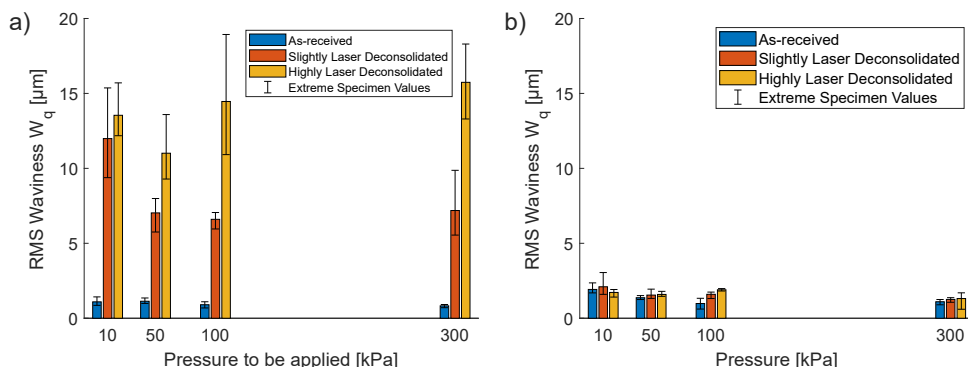 a)
RMS Waviness W_q [μm]
20
15
10
5
0
As-received
Slightly Laser Deconsolidated
Highly Laser Deconsolidated
Extreme Specimen Values
10 50 100 300
Pressure to be applied [kPa]
b)
RMS Waviness W_q [μm]
20
15
10
5
0
As-received
Slightly Laser Deconsolidated
Highly Laser Deconsolidated
Extreme Specimen Values
10 50 100 300
Pressure [kPa]